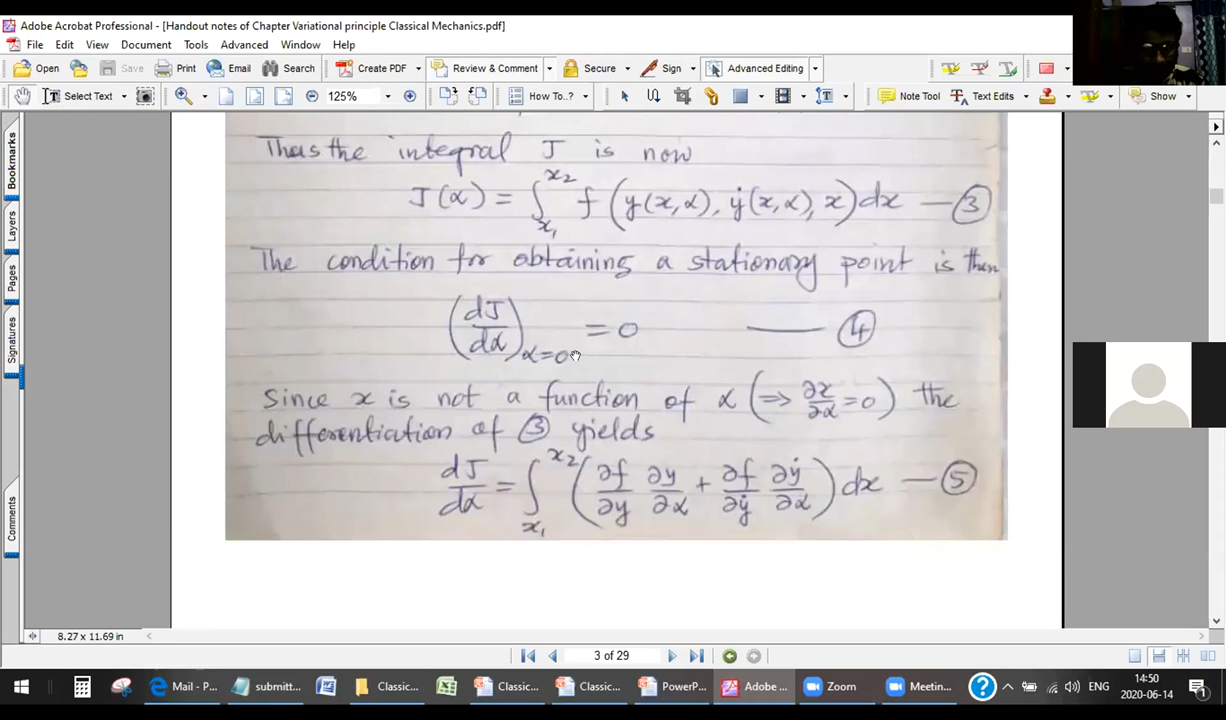 Adobe Acrobat Professional - [Handout notes of Chapter Variational principle Classical Mechanics.pdf]
File Edit View Document Tools Advanced Window Help
Open Save Print Email Search Create PDF Review & Comment Secure Sign Advanced Editing
Select Text 125% How To..? Note Tool Text Edits Show
Bookmarks
Layers
Pages
Signatures
Comments
Thus the integral J is now
J(α) = ∫_{x₁}^{x₂} f (y(x,α), ẏ(x,α), x) dx — ③
The condition for obtaining a stationary point is then
(dJ/dα)_{α=0} = 0 — ④
Since x is not a function of α (⇒ ∂x/∂α = 0) the
differentiation of ③ yields
dJ/dα = ∫_{x₁}^{x₂} (∂f/∂y ∂y/∂α + ∂f/∂ẏ ∂ẏ/∂α) dx — ⑤
8.27 x 11.69 in
3 of 29
Mail - P... submitt... Classic... Classic... Classic... PowerP... Adobe ... Zoom Meetin... ENG 14:50
2020-06-14